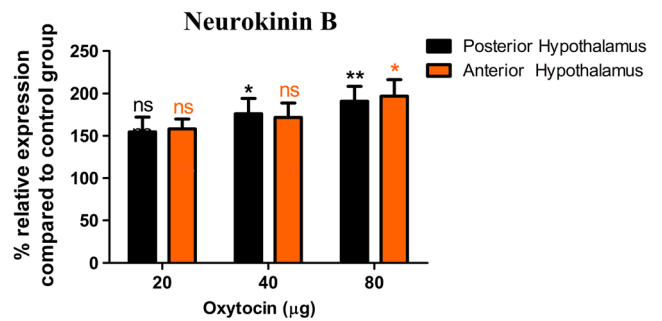 Neurokinin B
Posterior Hypothalamus
Anterior Hypothalamus
% relative expression
compared to control group
250
200
150
100
50
0
ns
ns
ns
*
ns
**
*
20
40
80
Oxytocin (µg)